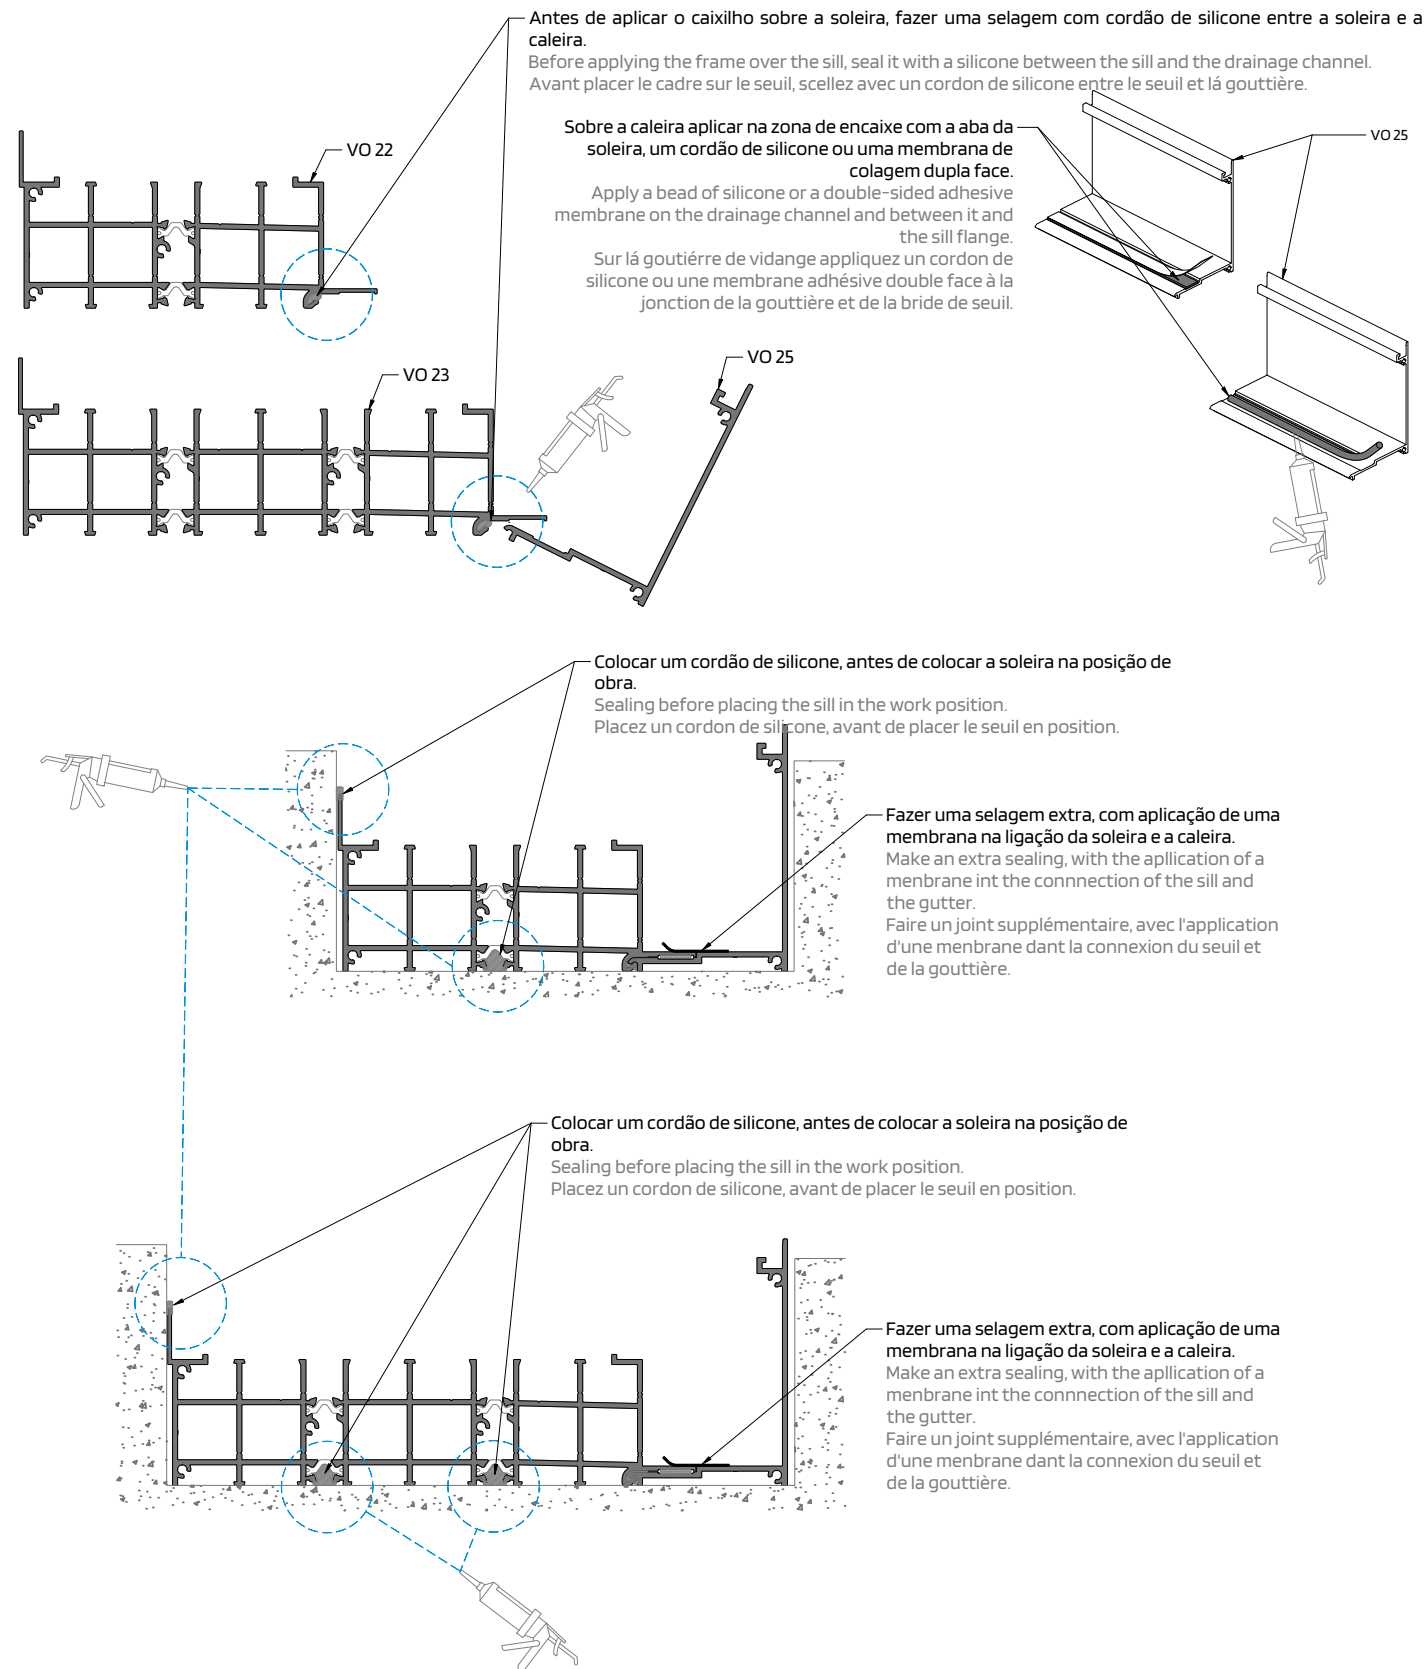 Antes de aplicar o caixilho sobre a soleira, fazer uma selagem com cordão de silicone entre a soleira e a
caleira.
Before applying the frame over the sill, seal it with a silicone between the sill and the drainage channel.
Avant placer le cadre sur le seuil, scellez avec un cordon de silicone entre le seuil et lá gouttière.
Sobre a caleira aplicar na zona de encaixe com a aba da
soleira, um cordão de silicone ou uma membrana de
colagem dupla face.
Apply a bead of silicone or a double-sided adhesive
membrane on the drainage channel and between it and
the sill flange.
Sur lá goutiérre de vidange appliquez un cordon de
silicone ou une membrane adhésive double face à la
jonction de la gouttière et de la bride de seuil.
VO 25
VO 22
VO 23
VO 25
Colocar um cordão de silicone, antes de colocar a soleira na posição de
obra.
Sealing before placing the sill in the work position.
Placez un cordon de silicone, avant de placer le seuil en position.
Fazer uma selagem extra, com aplicação de uma
membrana na ligação da soleira e a caleira.
Make an extra sealing, with the apllication of a
menbrane int the connnection of the sill and
the gutter.
Faire un joint supplémentaire, avec l'application
d'une menbrane dant la connexion du seuil et
de la gouttière.
Colocar um cordão de silicone, antes de colocar a soleira na posição de
obra.
Sealing before placing the sill in the work position.
Placez un cordon de silicone, avant de placer le seuil en position.
Fazer uma selagem extra, com aplicação de uma
membrana na ligação da soleira e a caleira.
Make an extra sealing, with the apllication of a
menbrane int the connnection of the sill and
the gutter.
Faire un joint supplémentaire, avec l'application
d'une menbrane dant la connexion du seuil et
de la gouttière.